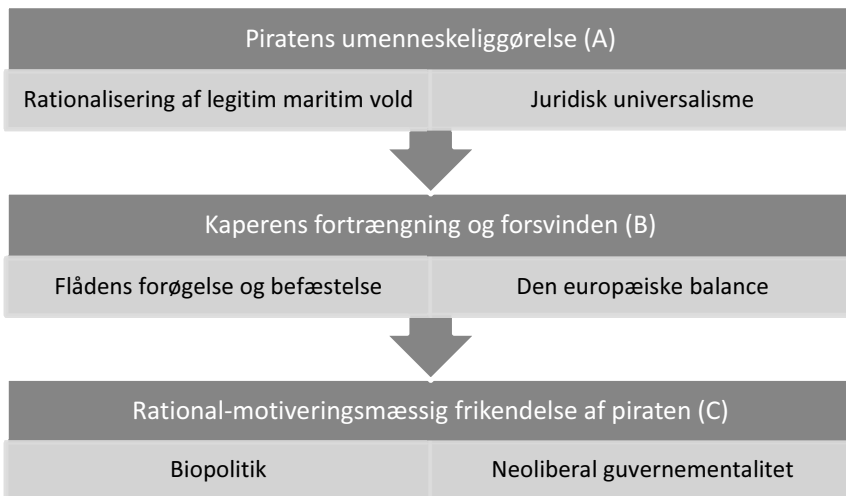 Piratens umenneskeliggørelse (A)
Rationalisering af legitim maritim vold
Juridisk universalisme
Kaperens fortrængning og forsvinden (B)
Flådens forøgelse og befæstelse
Den europæiske balance
Rational-motiveringsmæssig frikendelse af piraten (C)
Biopolitik
Neoliberal guvernementalitet